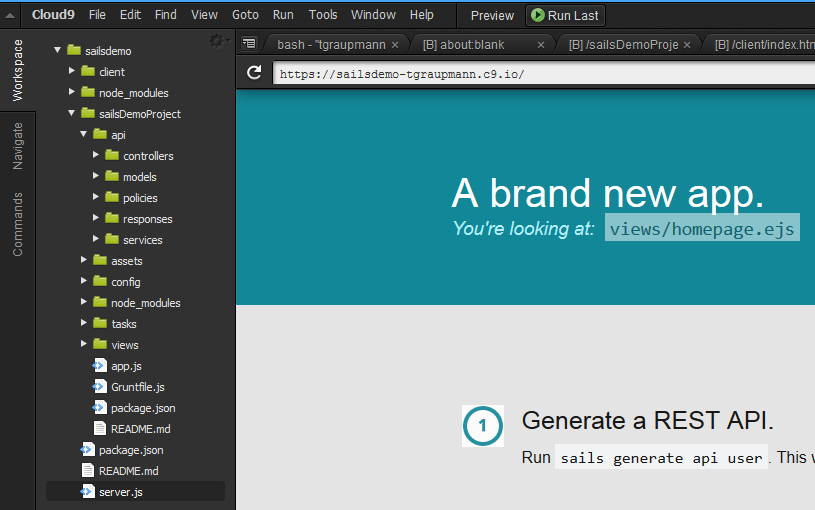 Cloud9 File Edit Find View Goto Run Tools Window Help Preview Run Last
Workspace
Navigate
Commands
sailsdemo
client
node_modules
sailsDemoProject
api
controllers
models
policies
responses
services
assets
config
node_modules
tasks
views
app.js
Gruntfile.js
package.json
README.md
package.json
README.md
server.js
bash - "tgraupmann × [B] about:blank × [B] /sailsDemoProje × [B] /client/index.htm
https://sailsdemo-tgraupmann.c9.io/
A brand new app.
You're looking at: views/homepage.ejs
1 Generate a REST API.
Run sails generate api user. This w